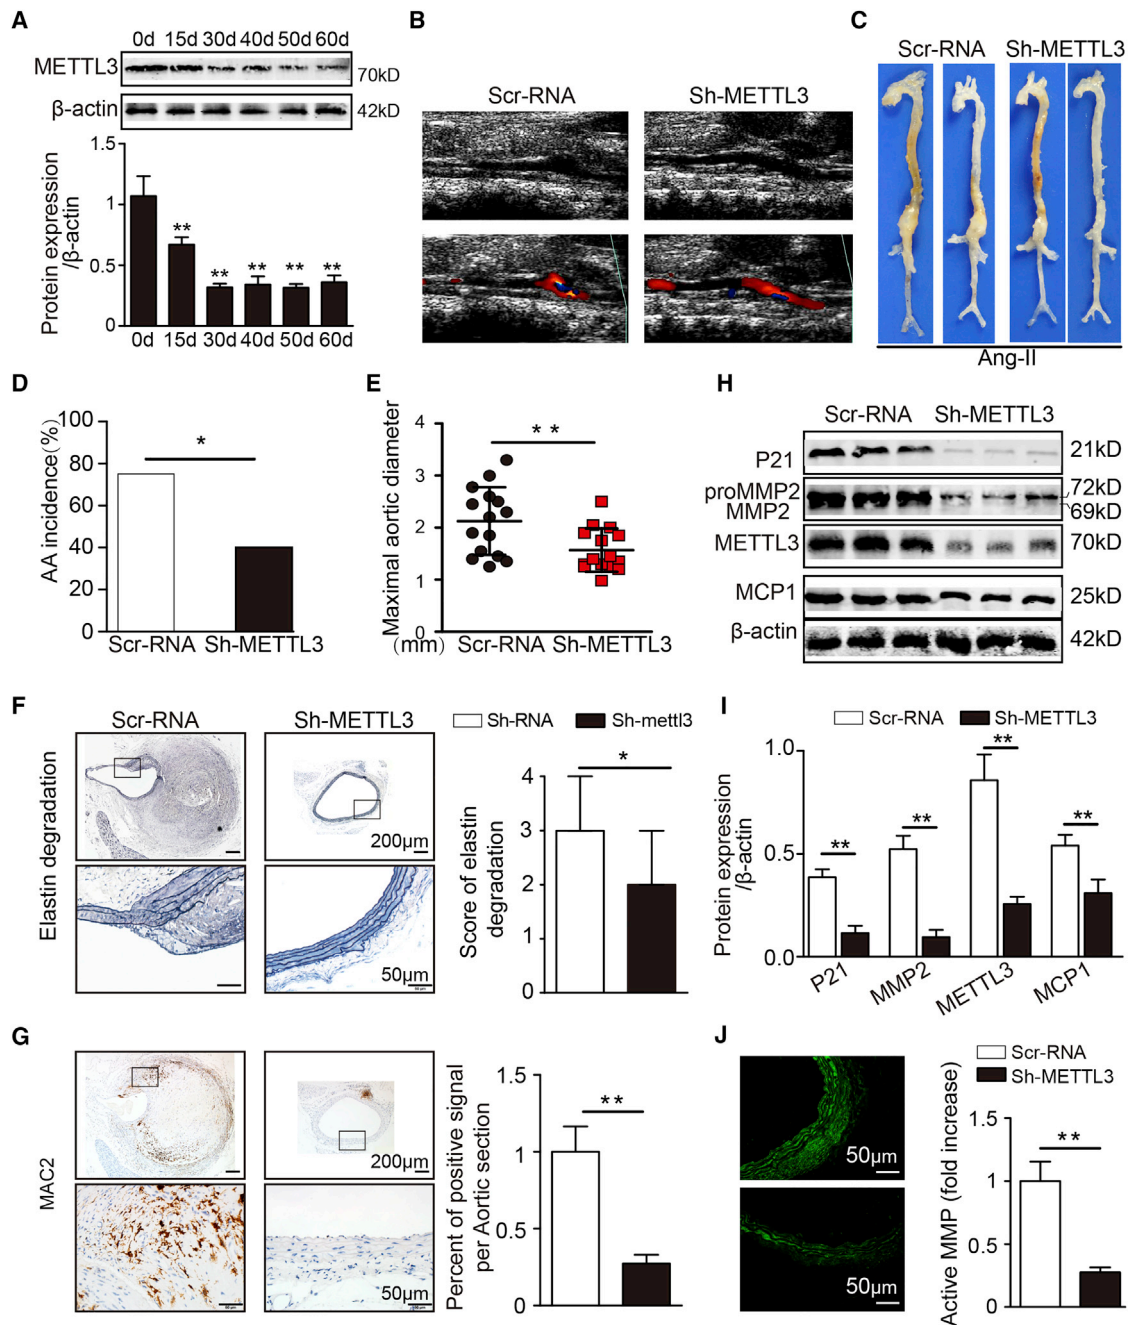 A
0d 15d 30d 40d 50d 60d
METTL3
70kD
β-actin
42kD
Protein expression
/β-actin
1.5
1
0.5
0
** ** ** ** **
0d 15d 30d 40d 50d 60d
B
Scr-RNA Sh-METTL3
C
Scr-RNA Sh-METTL3
Ang-II
D
AA incidence(%)
100
80
60
40
20
0
*
Scr-RNA Sh-METTL3
E
Maximal aortic diameter
(mm)
4
3
2
1
0
**
Scr-RNA Sh-METTL3
H
Scr-RNA Sh-METTL3
P21
21kD
proMMP2
72kD
MMP2
69kD
METTL3
70kD
MCP1
25kD
β-actin
42kD
F
Scr-RNA Sh-METTL3
Elastin degradation
200μm
50μm
Sh-RNA Sh-mettl3
Score of elastin
degradation
4
3
2
1
0
*
I
Scr-RNA Sh-METTL3
Protein expression
/β-actin
1.0
0.5
0.0
** ** ** **
P21 MMP2 METTL3 MCP1
G
MAC2
200μm
50μm
Percent of positive signal
per Aortic section
1.5
1
0.5
0
**
J
50μm
50μm
Scr-RNA
Sh-METTL3
Active MMP (fold increase)
1.5
1
0.5
0
**